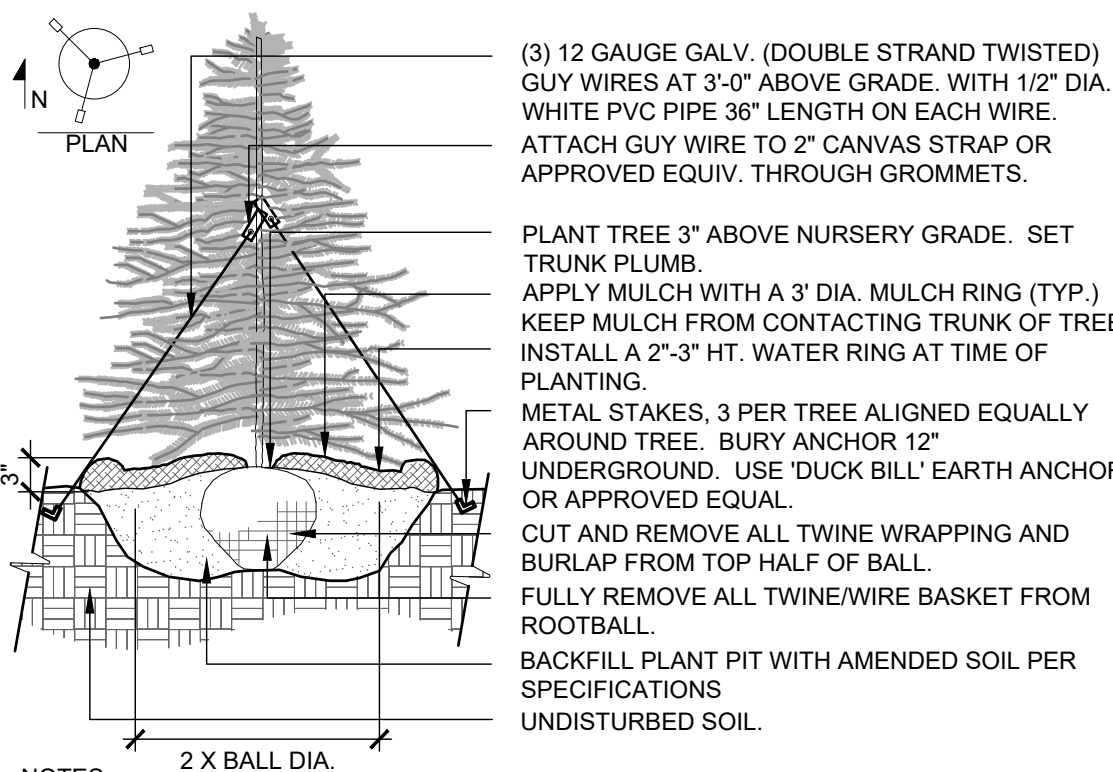 N
PLAN
(3) 12 GAUGE GALV. (DOUBLE STRAND TWISTED)
GUY WIRES AT 3'-0" ABOVE GRADE. WITH 1/2" DIA.
WHITE PVC PIPE 36" LENGTH ON EACH WIRE.
ATTACH GUY WIRE TO 2" CANVAS STRAP OR
APPROVED EQUIV. THROUGH GROMMETS.
PLANT TREE 3" ABOVE NURSERY GRADE. SET
TRUNK PLUMB.
APPLY MULCH WITH A 3' DIA. MULCH RING (TYP.)
KEEP MULCH FROM CONTACTING TRUNK OF TREE
INSTALL A 2"-3" HT. WATER RING AT TIME OF
PLANTING.
METAL STAKES, 3 PER TREE ALIGNED EQUALLY
AROUND TREE. BURY ANCHOR 12"
UNDERGROUND. USE 'DUCK BILL' EARTH ANCHOR
OR APPROVED EQUAL.
CUT AND REMOVE ALL TWINE WRAPPING AND
BURLAP FROM TOP HALF OF BALL.
FULLY REMOVE ALL TWINE/WIRE BASKET FROM
ROOTBALL.
BACKFILL PLANT PIT WITH AMENDED SOIL PER
SPECIFICATIONS
UNDISTURBED SOIL.
3"
2 X BALL DIA.